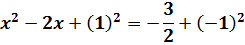 x² − 2x + (1)² = −3/2 + (−1)²